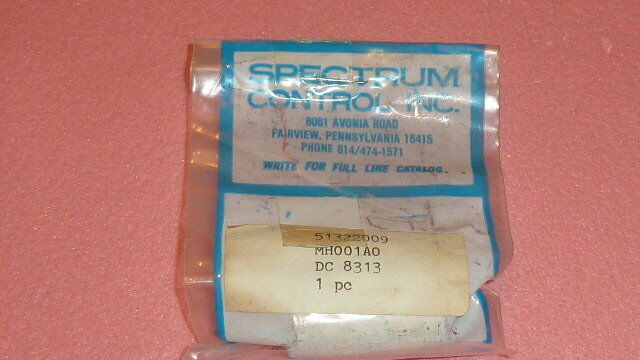 SPECTRUM
CONTROL INC.
8061 AVONIA ROAD
FAIRVIEW, PENNSYLVANIA 16415
PHONE 814/474-1571
WRITE FOR FULL LINE CATALOG
51322009
MH001A0
DC 8313
1 pc